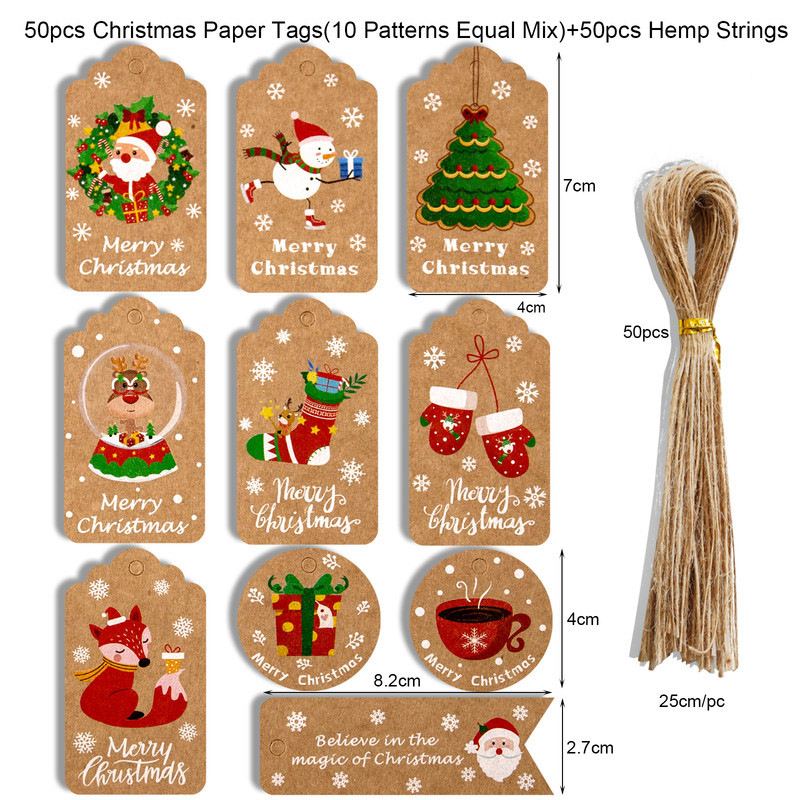 50pcs Christmas Paper Tags(10 Patterns Equal Mix)+50pcs Hemp Strings
Merry
Christmas
Merry
Christmas
Merry
Christmas
7cm
4cm
50pcs
Merry
Christmas
Merry
Christmas
Merry
Christmas
Merry
Christmas
Merry Christmas
Merry Christmas
4cm
8.2cm
25cm/pc
Believe in the
magic of Christmas
2.7cm